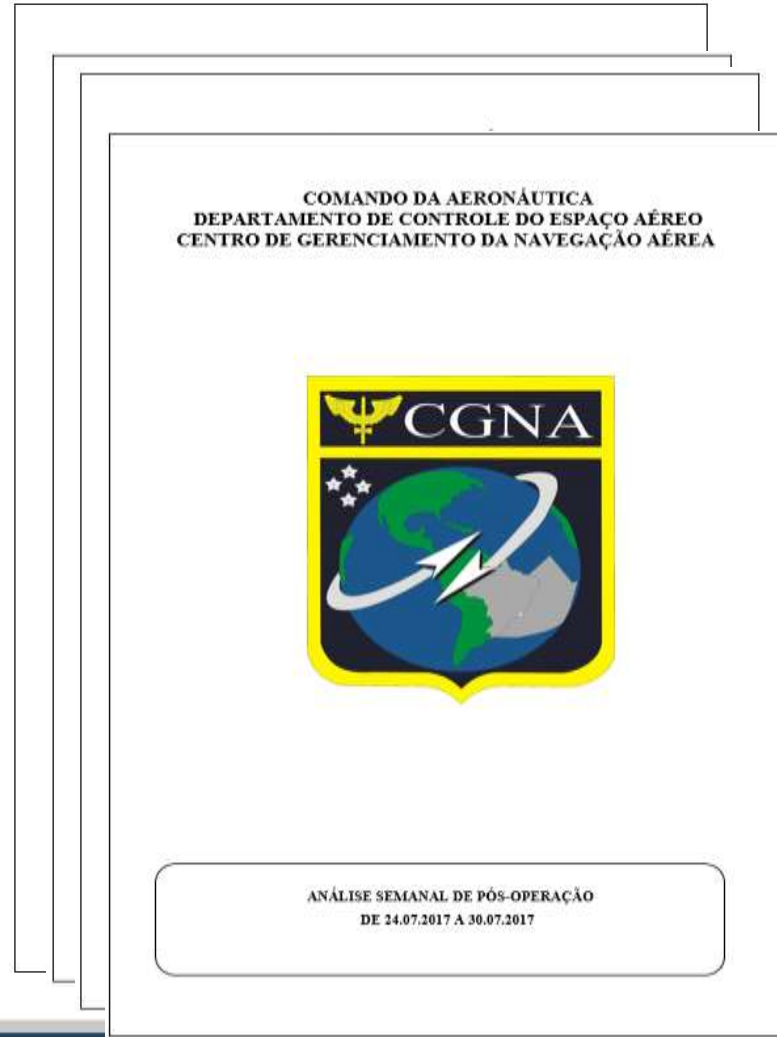 COMANDO DA AERONÁUTICA
DEPARTAMENTO DE CONTROLE DO ESPAÇO AÉREO
CENTRO DE GERENCIAMENTO DA NAVEGAÇÃO AÉREA
CGNA
ANÁLISE SEMANAL DE PÓS-OPERAÇÃO
DE 24.07.2017 A 30.07.2017